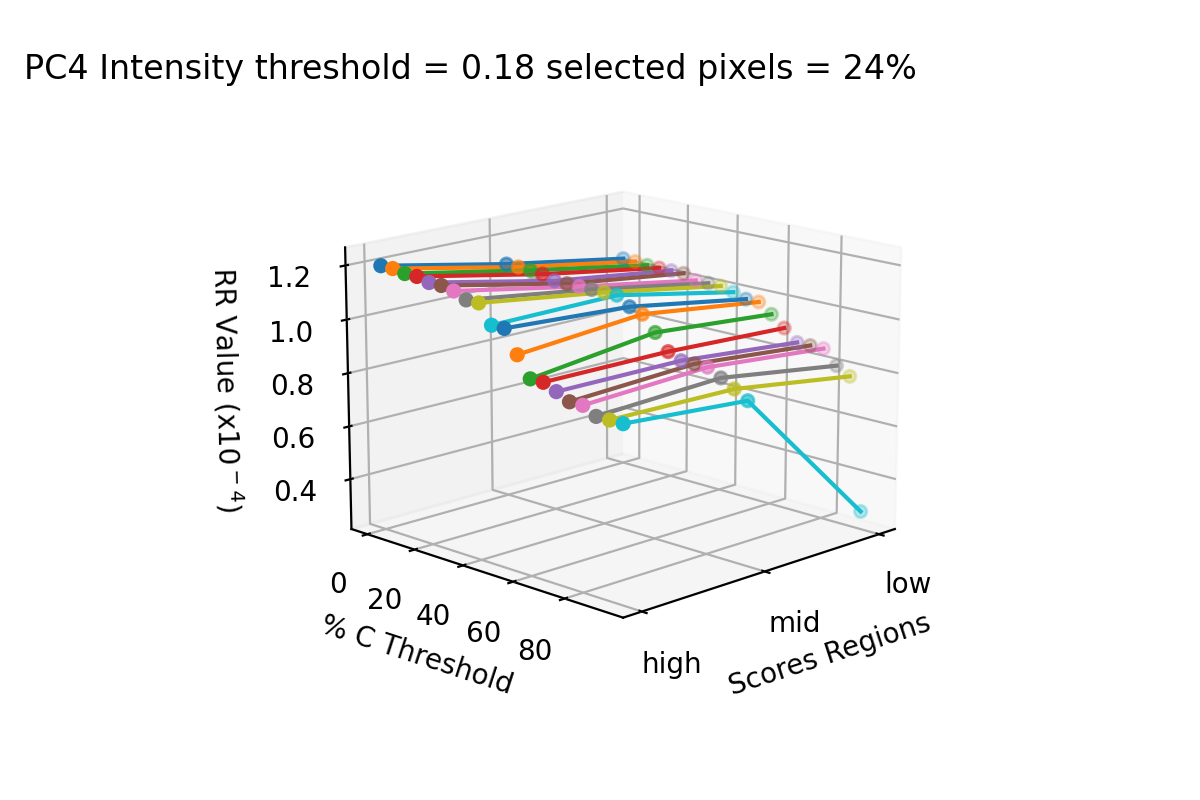 PC4 Intensity threshold = 0.18 selected pixels = 24%
1.2
1.0
0.8
0.6
0.4
RR Value (x10⁻⁴)
0
20
40
60
80
% C Threshold
high
mid
low
Scores Regions